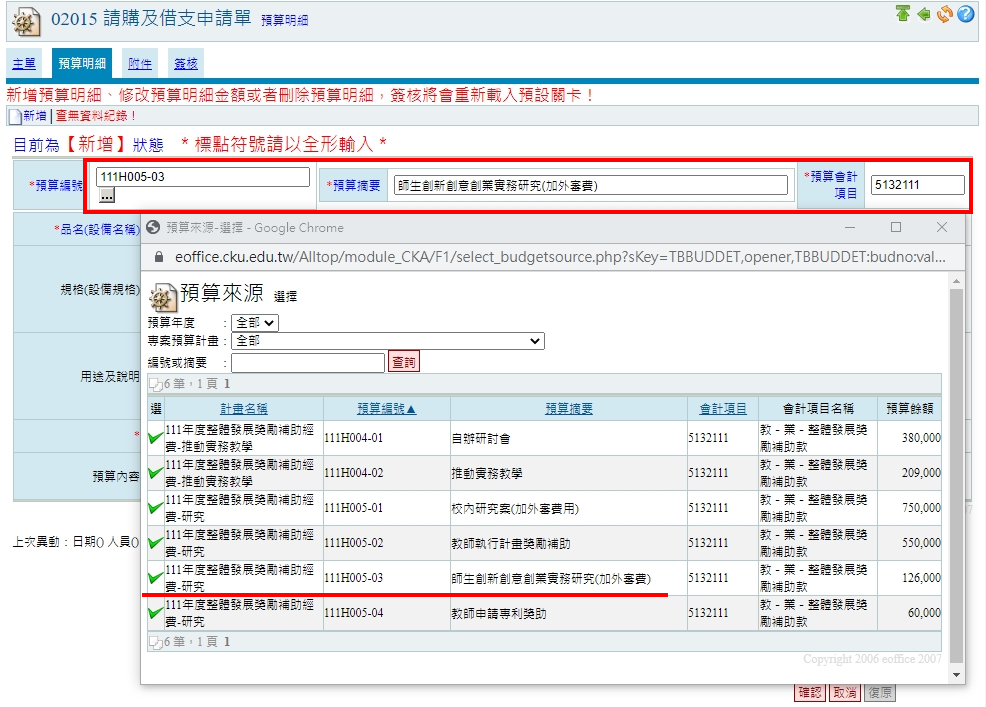 02015 請購及借支申請單 預算明細
主單 預算明細 附件 簽核
新增預算明細、修改預算明細金額或者刪除預算明細，簽核將會重新載入預設關卡！
新增 | 查無資料紀錄！
目前為【新增】狀態 * 標點符號請以全形輸入 *
*預算編號 111H005-03 ... *預算摘要 師生創新創意創業實務研究(加外審費) *預算會計項目 5132111
*品名(設備名稱)
規格(設備規格)
用途及說明
*
預算內容
上次異動：日期() 人員()
預算來源-選擇 - Google Chrome
eoffice.cku.edu.tw/Alltop/module_CKA/F1/select_budgetsource.php?sKey=TBBUDDET,opener,TBBUDDET:budno:val...
預算來源 選擇
預算年度 ： 全部
專案預算計畫： 全部
編號或摘要 ： 查詢
6 筆，1 頁 1
選 計畫名稱 預算編號▲ 預算摘要 會計項目 會計項目名稱 預算餘額
111年度整體發展獎勵補助經費-推動實務教學 111H004-01 自辦研討會 5132111 教－業－整體發展獎勵補助款 380,000
111年度整體發展獎勵補助經費-推動實務教學 111H004-02 推動實務教學 5132111 教－業－整體發展獎勵補助款 209,000
111年度整體發展獎勵補助經費-研究 111H005-01 校內研究案(加外審費用) 5132111 教－業－整體發展獎勵補助款 750,000
111年度整體發展獎勵補助經費-研究 111H005-02 教師執行計畫獎勵補助 5132111 教－業－整體發展獎勵補助款 550,000
111年度整體發展獎勵補助經費-研究 111H005-03 師生創新創意創業實務研究(加外審費) 5132111 教－業－整體發展獎勵補助款 126,000
111年度整體發展獎勵補助經費-研究 111H005-04 教師申請專利獎助 5132111 教－業－整體發展獎勵補助款 60,000
6 筆，1 頁 1
Copyright 2006 eoffice 2007
確認 取消 復原